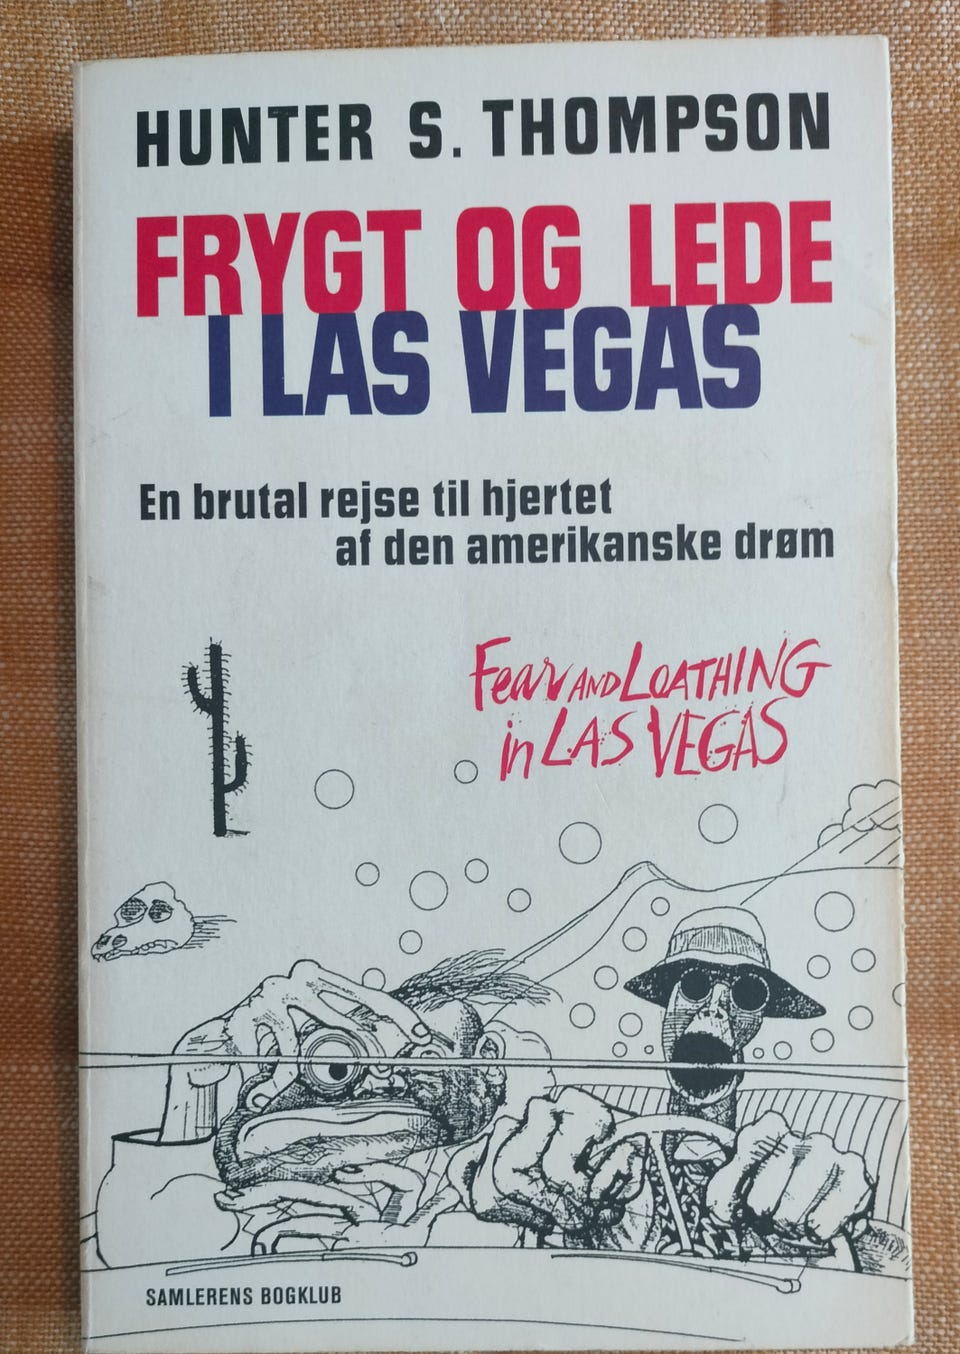 HUNTER S. THOMPSON
FRYGT OG LEDE
I LAS VEGAS
En brutal rejse til hjertet
af den amerikanske drøm
Fear AND LOATHING
in LAS VEGAS
SAMLERENS BOGKLUB